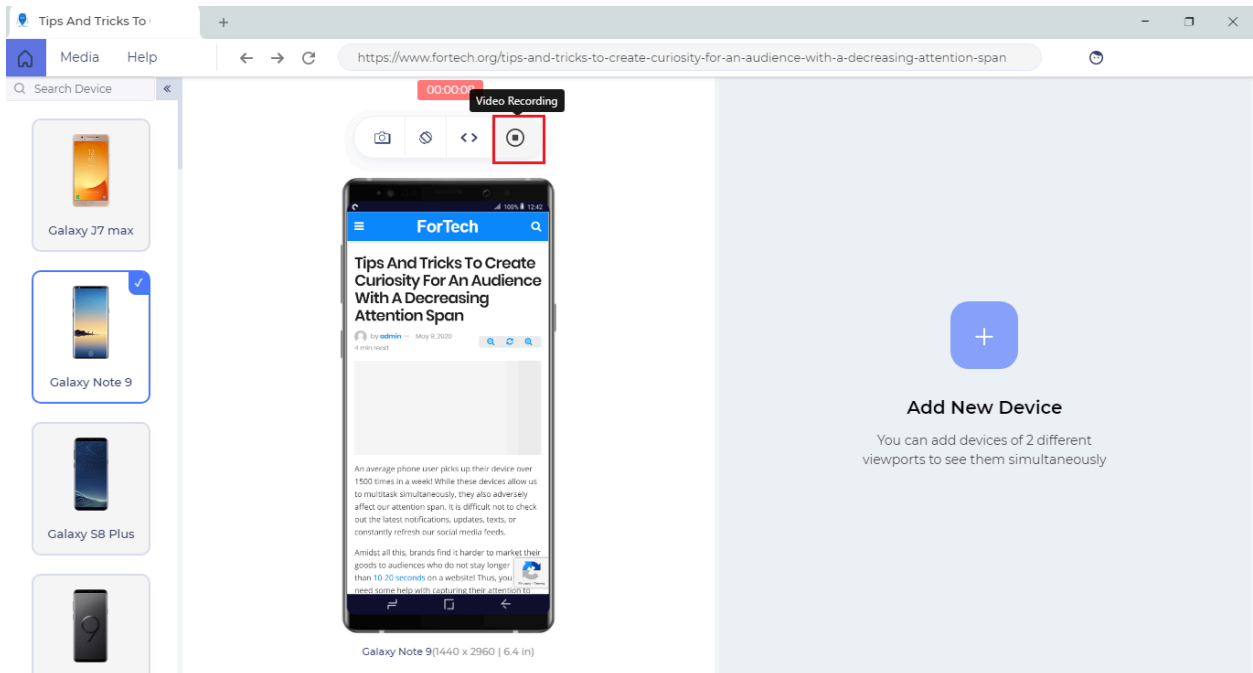 Tips And Tricks To
Media Help
https://www.fortech.org/tips-and-tricks-to-create-curiosity-for-an-audience-with-a-decreasing-attention-span
Search Device
Galaxy J7 max
Galaxy Note 9
Galaxy S8 Plus
00:00:08
Video Recording
100% 12:42
ForTech
Tips And Tricks To Create
Curiosity For An Audience
With A Decreasing
Attention Span
by admin — May 9, 2020
4 min read
An average phone user picks up their device over
1500 times in a week! While these devices allow us
to multitask simultaneously, they also adversely
affect our attention span. It is difficult not to check
out the latest notifications, updates, texts, or
constantly refresh our social media feeds.
Amidst all this, brands find it harder to market their
goods to audiences who do not stay longer
than 10-20 seconds on a website! Thus, you
need some help with capturing their attention to
Privacy - Terms
Galaxy Note 9(1440 x 2960 | 6.4 in)
Add New Device
You can add devices of 2 different
viewports to see them simultaneously